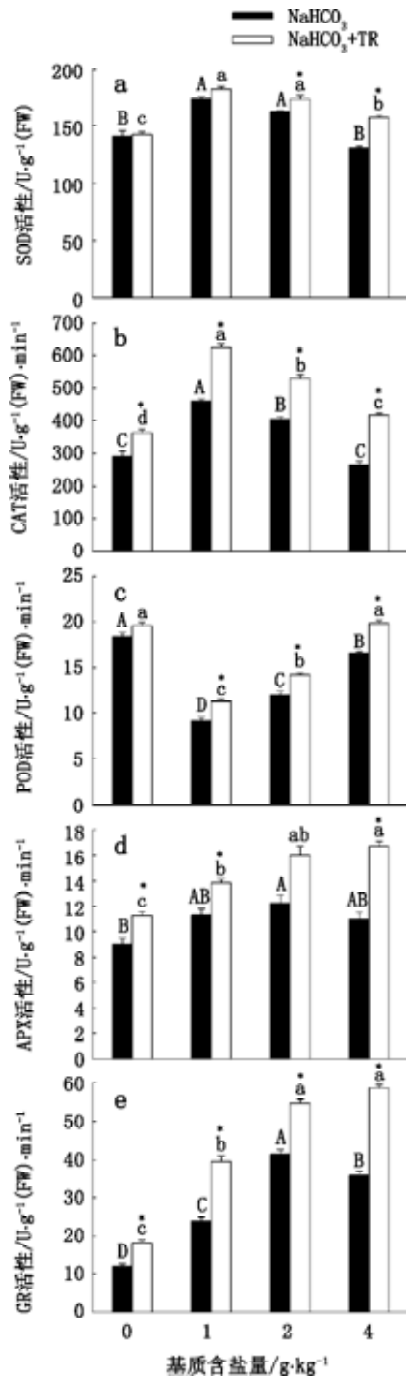 NaHCO₃
NaHCO₃+TR
200
150
100
50
0
SOD活性/U·g⁻¹(FW)
a
B c A a A *a B *b
700
600
500
400
300
200
100
0
CAT活性/U·g⁻¹(FW)·min⁻¹
b
C *d A *a B *b C *c
25
20
15
10
5
0
POD活性/U·g⁻¹(FW)·min⁻¹
c
A a D *c C *b B *a
18
16
14
12
10
8
6
4
2
0
APX活性/U·g⁻¹(FW)·min⁻¹
d
B *c AB *b A ab AB *a
60
50
40
30
20
10
0
GR活性/U·g⁻¹(FW)·min⁻¹
e
D *c C *b A *a B *a
0 1 2 4
基质含盐量/g·kg⁻¹